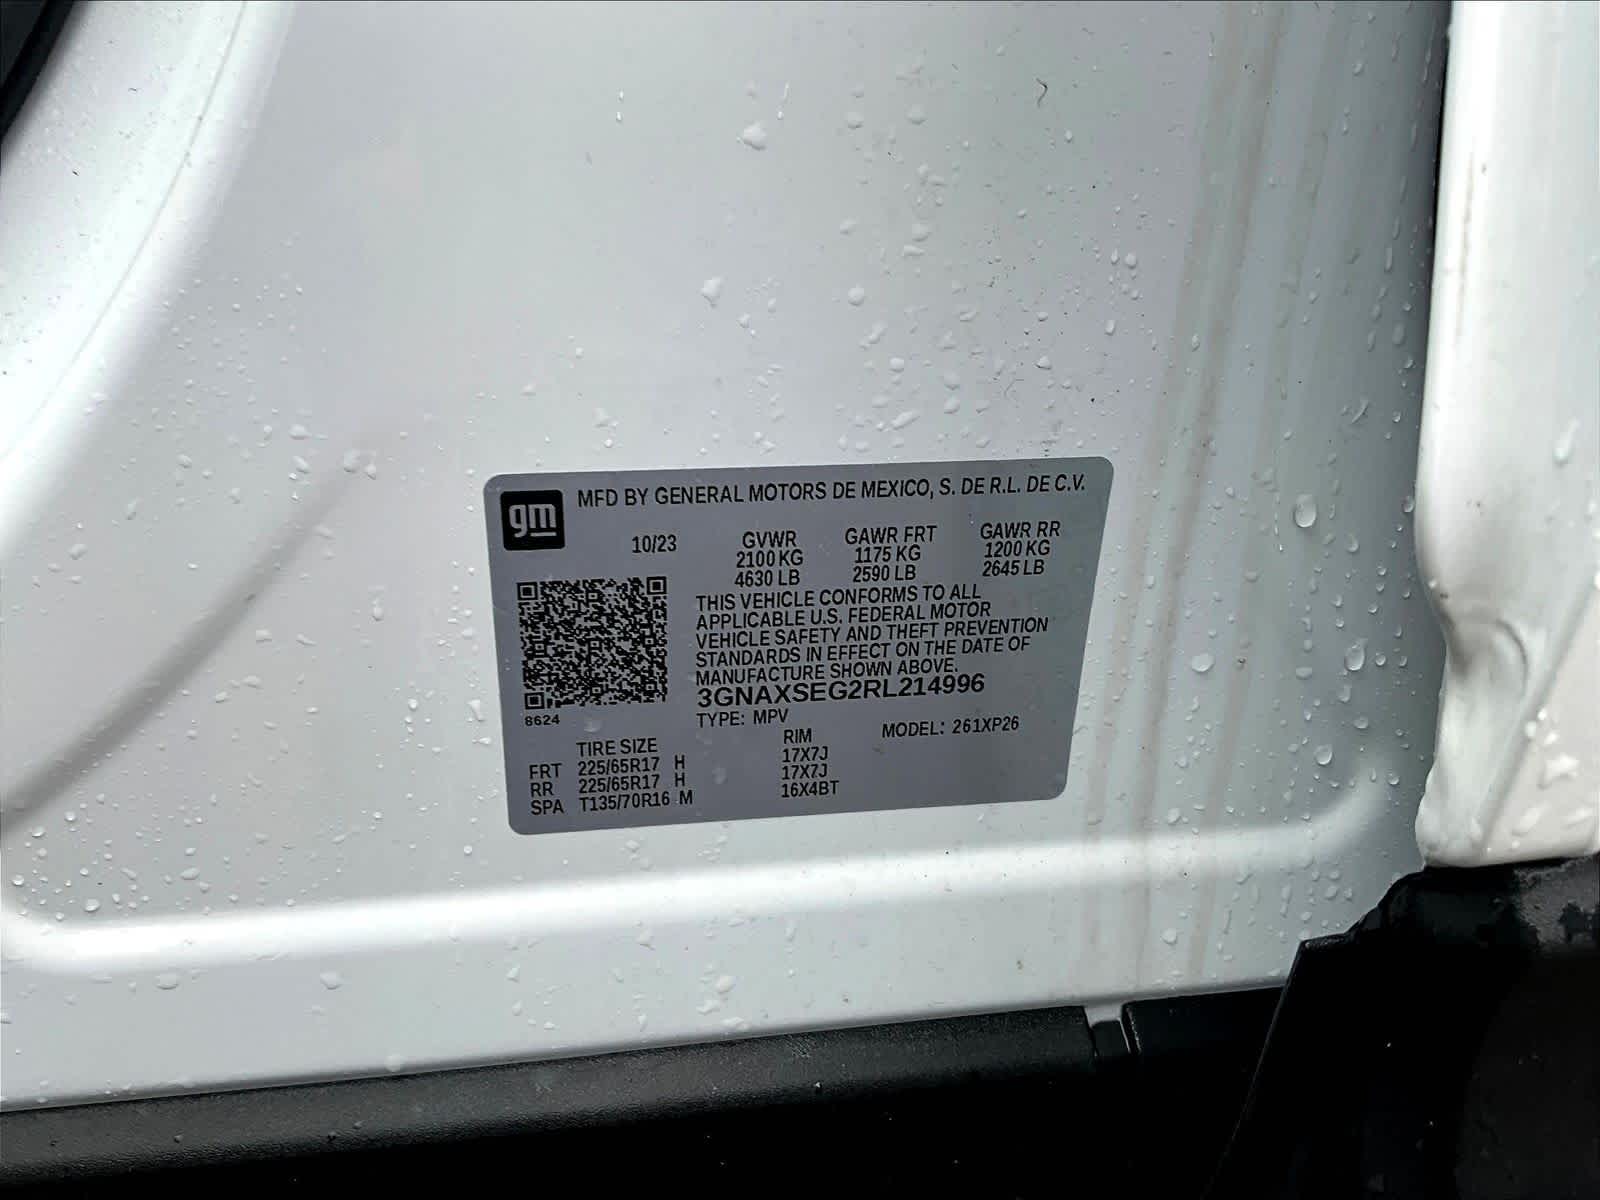 gm
MFD BY GENERAL MOTORS DE MEXICO, S. DE R.L. DE C.V.
10/23 GVWR GAWR FRT GAWR RR
2100 KG 1175 KG 1200 KG
4630 LB 2590 LB 2645 LB
THIS VEHICLE CONFORMS TO ALL
APPLICABLE U.S. FEDERAL MOTOR
VEHICLE SAFETY AND THEFT PREVENTION
STANDARDS IN EFFECT ON THE DATE OF
MANUFACTURE SHOWN ABOVE.
3GNAXSEG2RL214996
8624
TYPE: MPV MODEL: 261XP26
TIRE SIZE RIM
FRT 225/65R17 H 17X7J
RR 225/65R17 H 17X7J
SPA T135/70R16 M 16X4BT